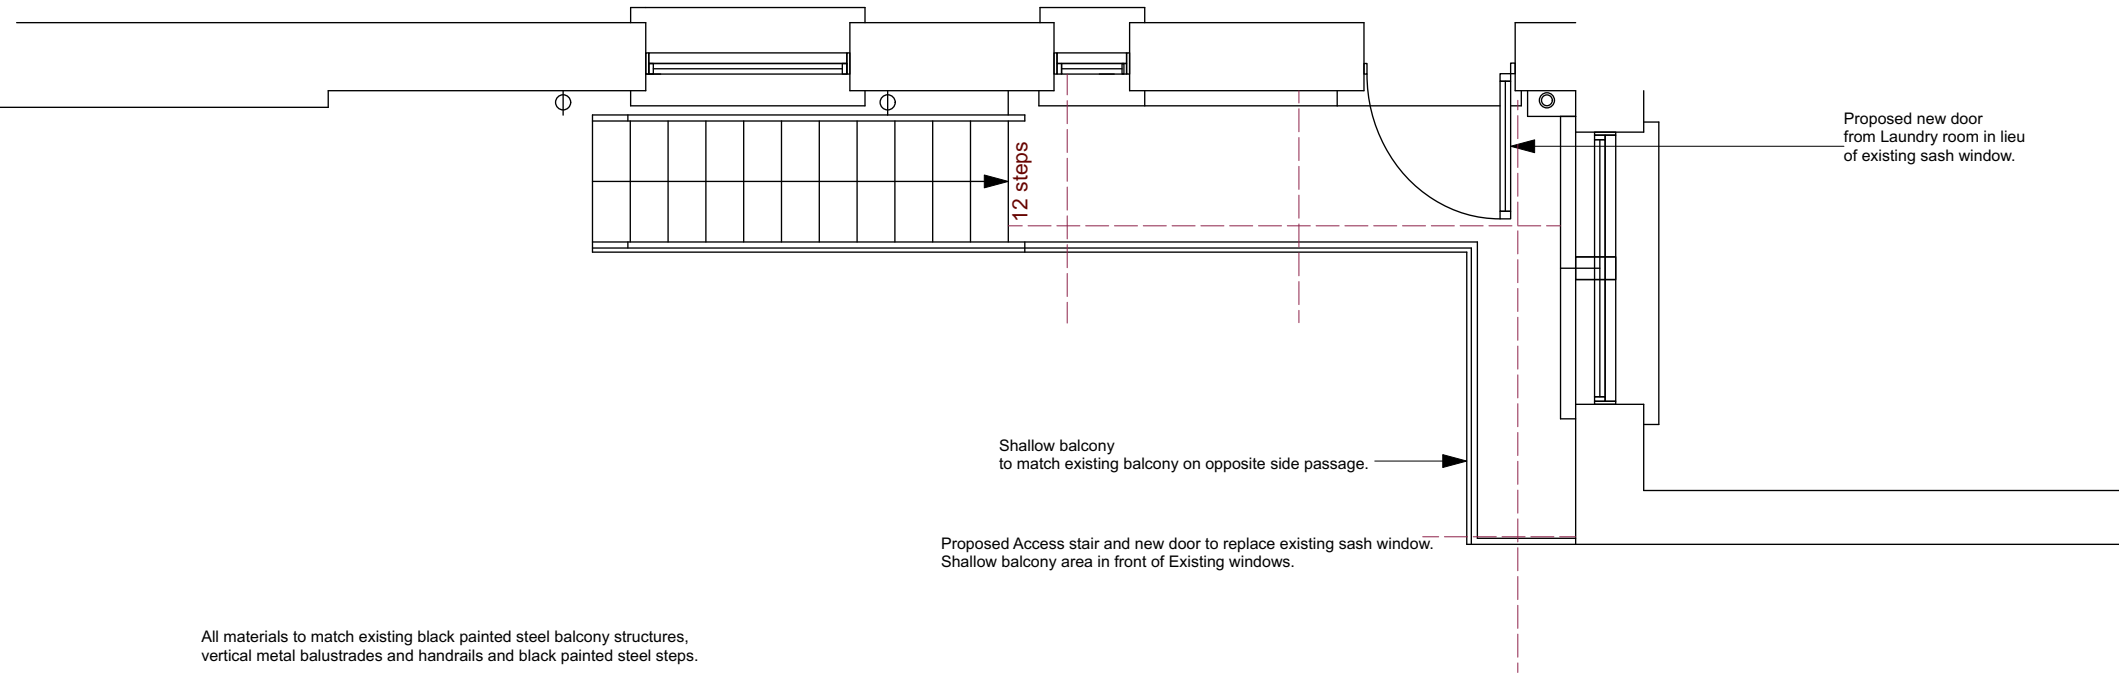 12 steps
Proposed new door
from Laundry room in lieu
of existing sash window.
Shallow balcony
to match existing balcony on opposite side passage.
Proposed Access stair and new door to replace existing sash window.
Shallow balcony area in front of Existing windows.
All materials to match existing black painted steel balcony structures,
vertical metal balustrades and handrails and black painted steel steps.